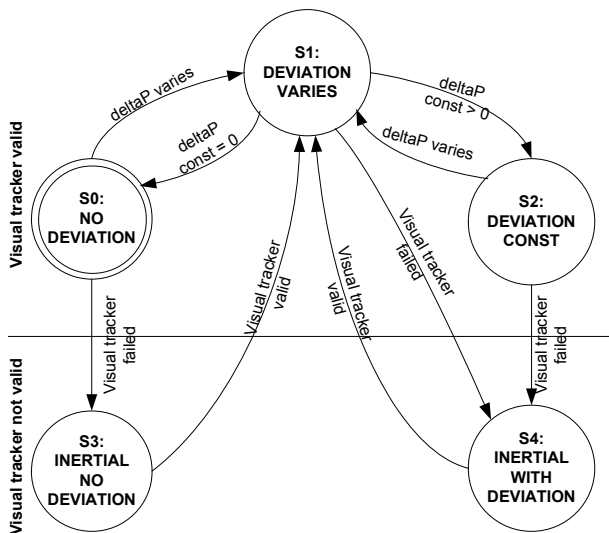 S1:
DEVIATION
VARIES
deltaP varies
deltaP
const = 0
deltaP
const > 0
deltaP varies
Visual tracker valid
S0:
NO
DEVIATION
S2:
DEVIATION
CONST
Visual tracker
failed
Visual tracker
valid
Visual tracker
valid
Visual tracker
failed
Visual tracker
failed
Visual tracker not valid
S3:
INERTIAL
NO
DEVIATION
S4:
INERTIAL
WITH
DEVIATION